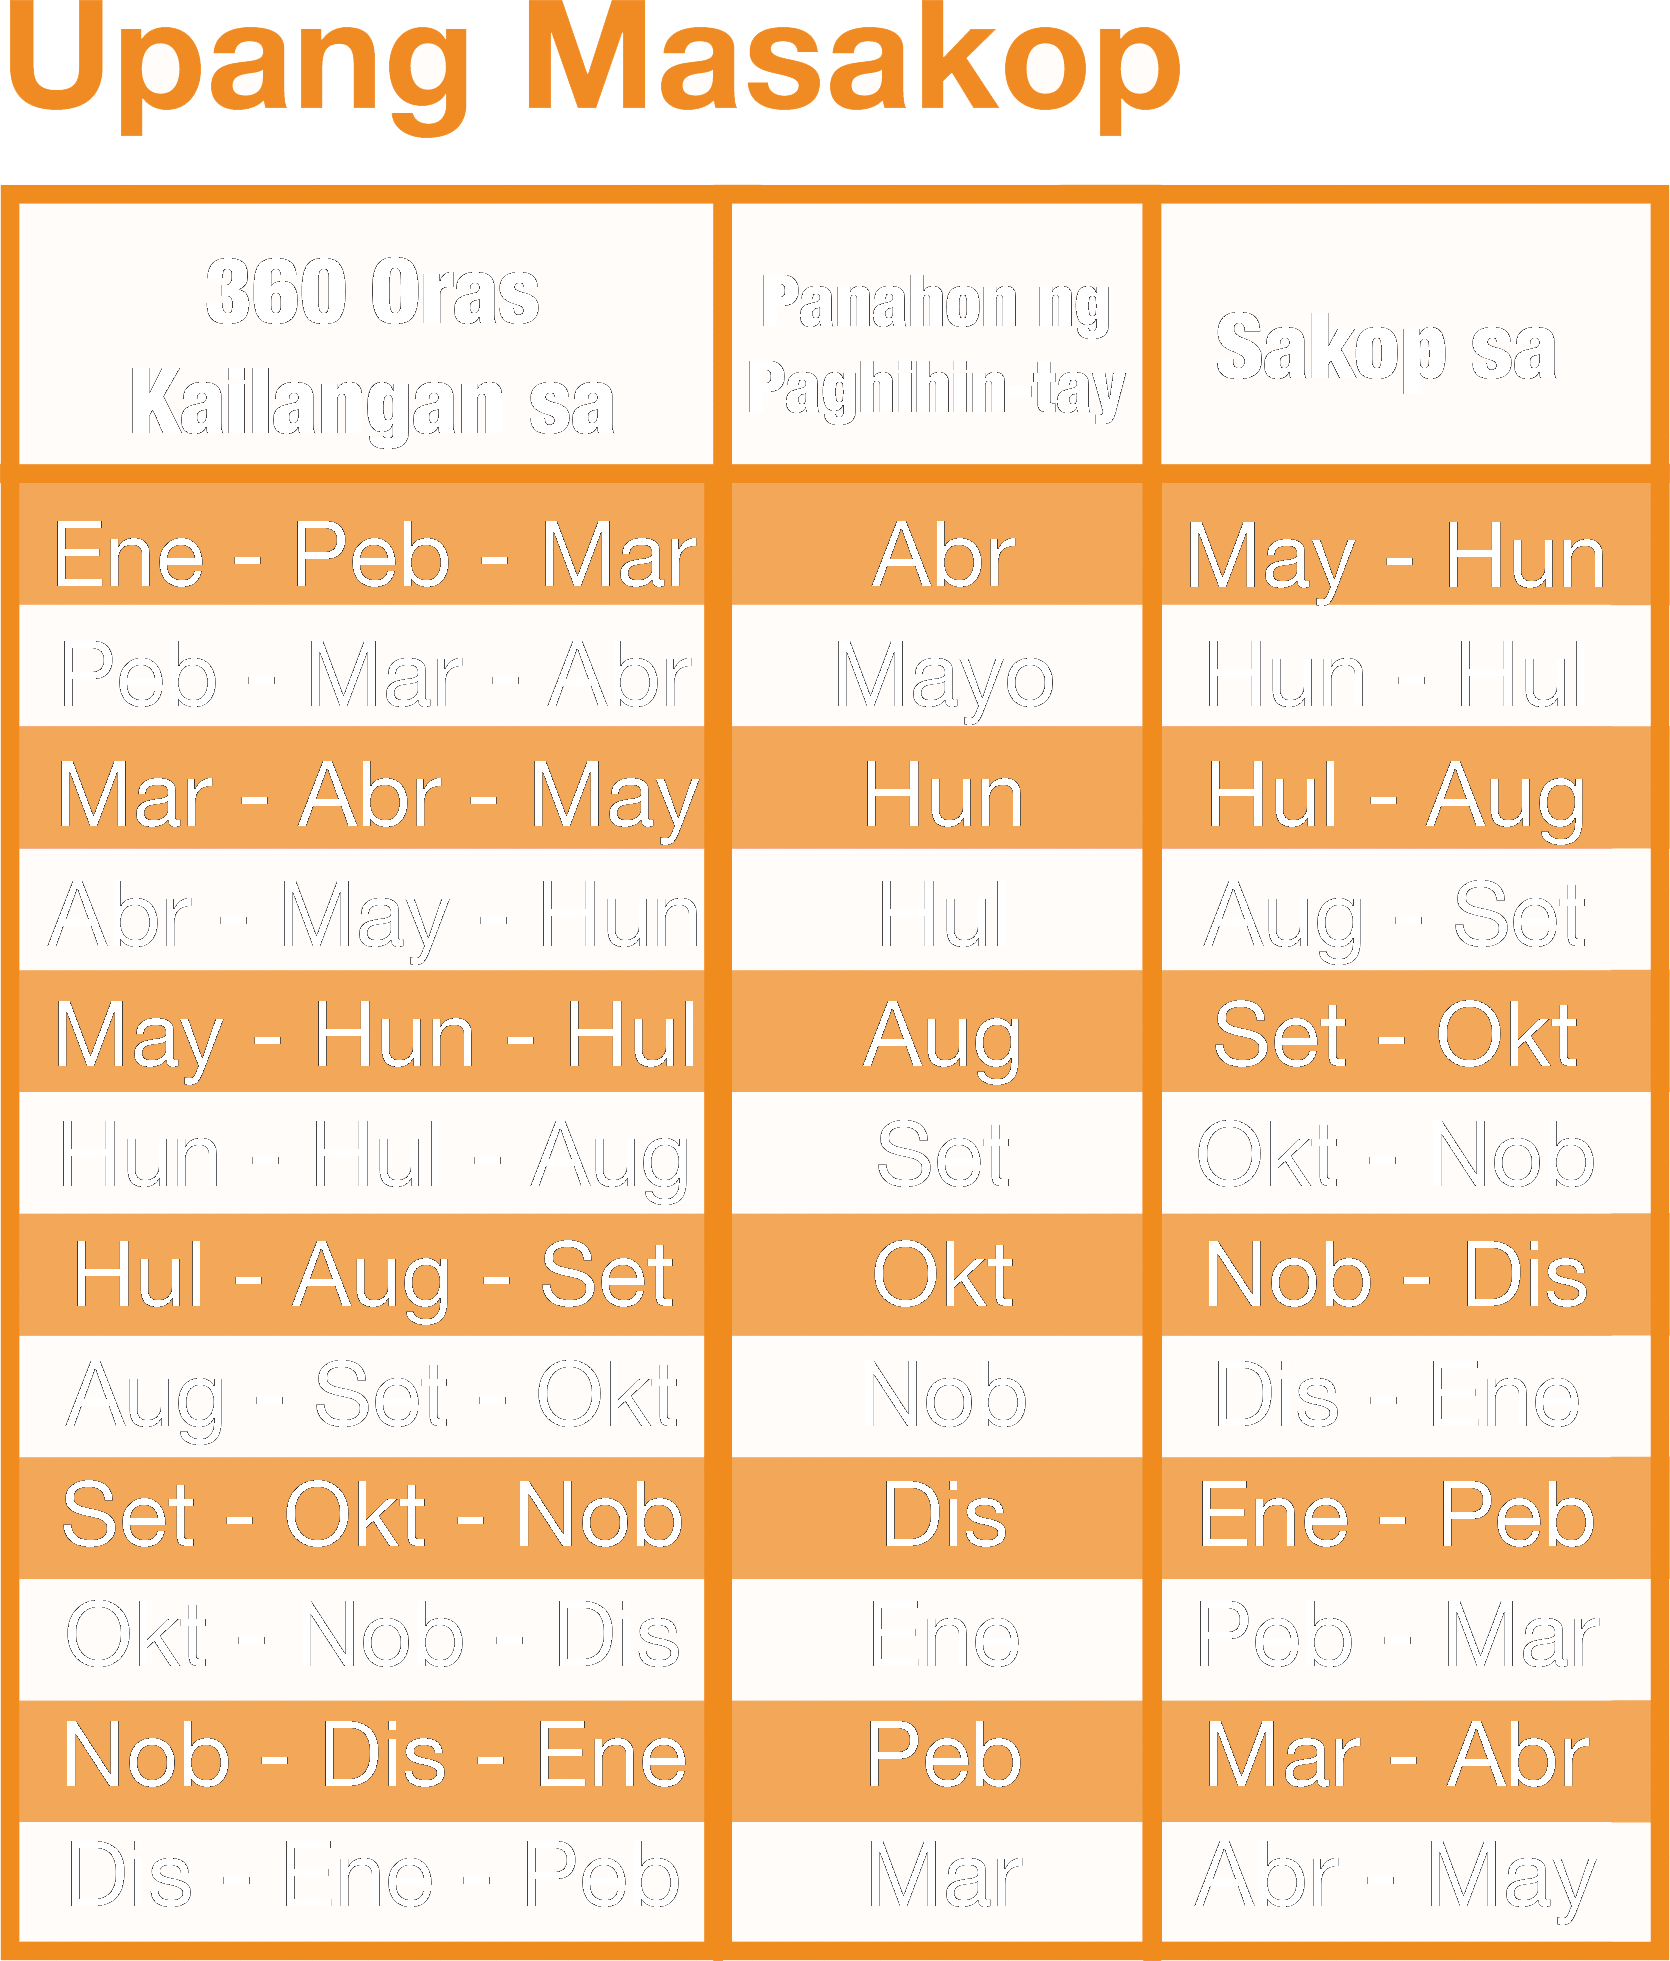 Upang Masakop
360 Oras
Kailangan sa
Panahon ng
Paghihin-tay
Sakop sa
Ene - Peb - Mar Abr May - Hun
Peb - Mar - Abr Mayo Hun - Hul
Mar - Abr - May Hun Hul - Aug
Abr - May - Hun Hul Aug - Set
May - Hun - Hul Aug Set - Okt
Hun - Hul - Aug Set Okt - Nob
Hul - Aug - Set Okt Nob - Dis
Aug - Set - Okt Nob Dis - Ene
Set - Okt - Nob Dis Ene - Peb
Okt - Nob - Dis Ene Peb - Mar
Nob - Dis - Ene Peb Mar - Abr
Dis - Ene - Peb Mar Abr - May